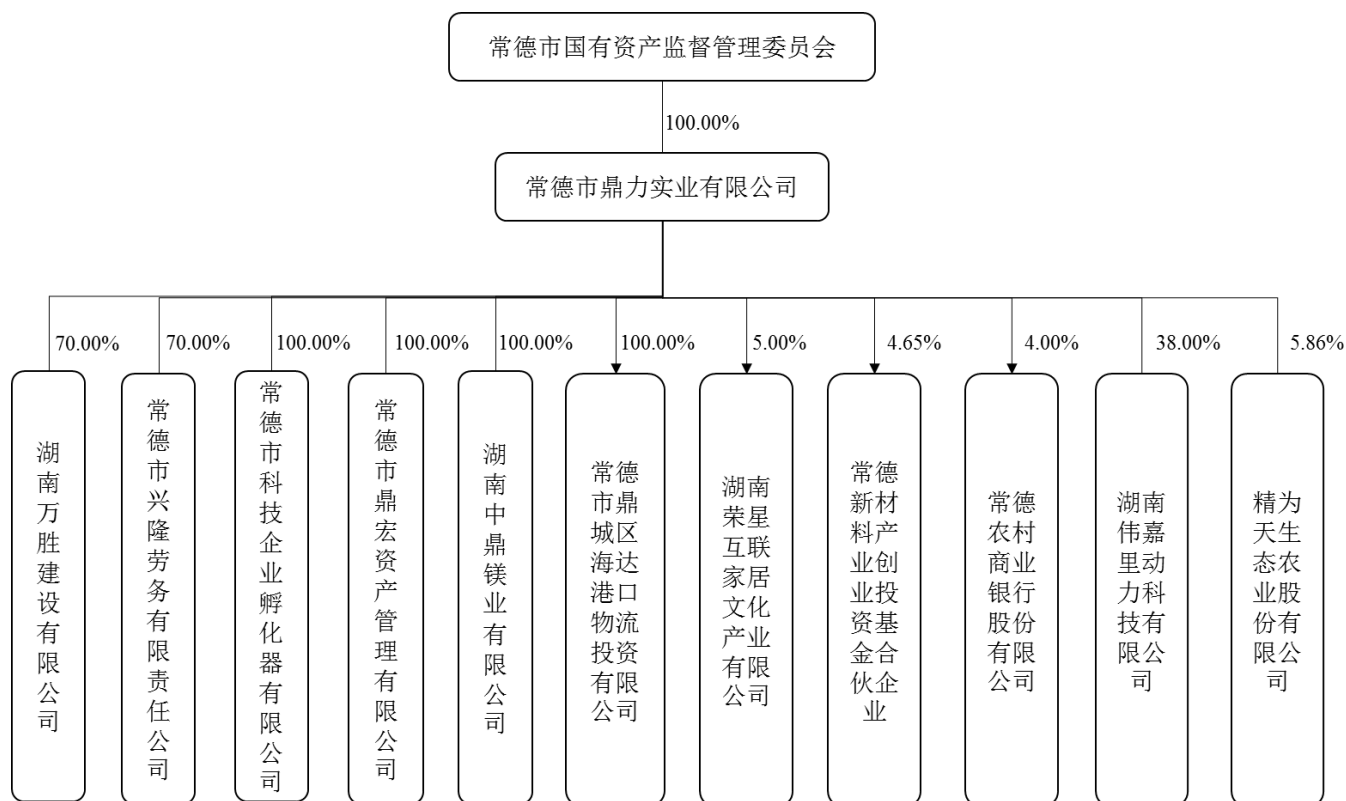 常德市国有资产监督管理委员会
100.00%
常德市鼎力实业有限公司
70.00%
70.00%
100.00%
100.00%
100.00%
100.00%
5.00%
4.65%
4.00%
38.00%
5.86%
湖南万胜建设有限公司
常德市兴隆劳务有限责任公司
常德市科技企业孵化器有限公司
常德市鼎宏资产管理有限公司
湖南中鼎镁业有限公司
常德市鼎城区海达港口物流投资有限公司
湖南荣星互联家居文化产业有限公司
常德新材料产业创业投资基金合伙企业
常德农村商业银行股份有限公司
湖南伟嘉里动力科技有限公司
精为天生态农业股份有限公司